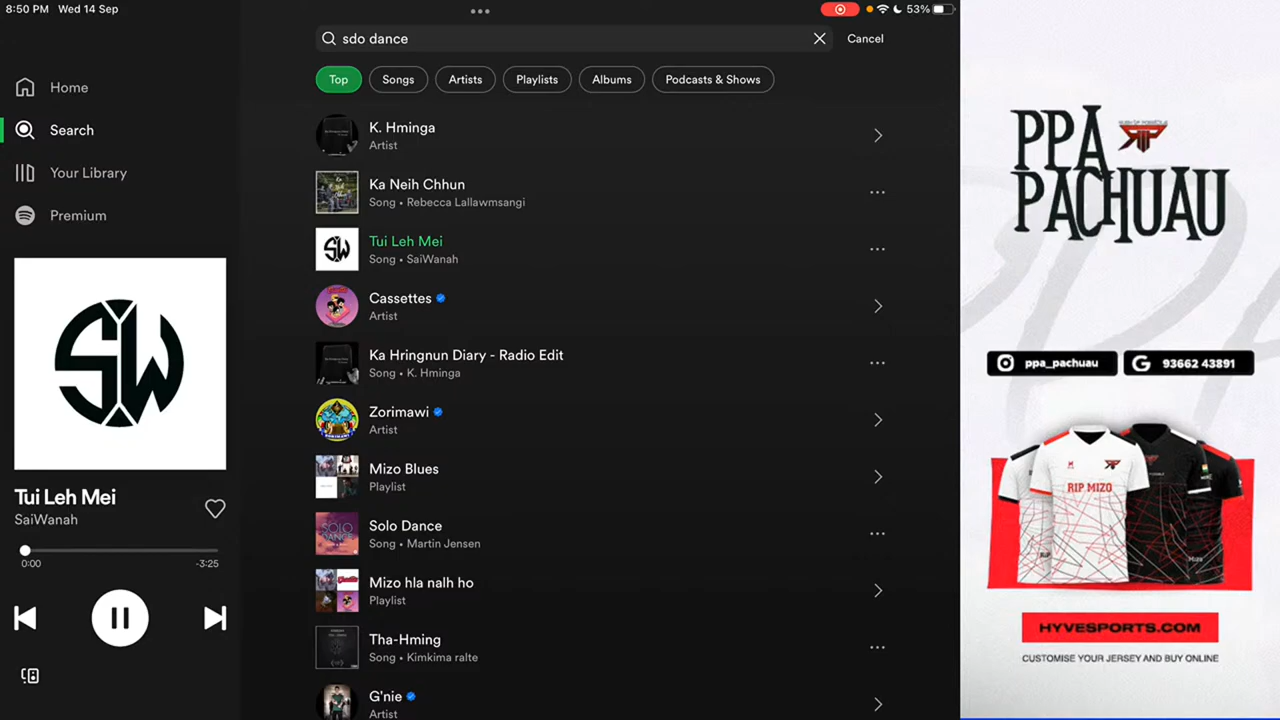 8:50 PM Wed 14 Sep
53%
sdo dance
Cancel
Top
Songs
Artists
Playlists
Albums
Podcasts & Shows
Home
Search
Your Library
Premium
SW
Tui Leh Mei
SaiWanah
0:00
-3:25
K. Hminga
Artist
Ka Neih Chhun
Song • Rebecca Lallawmsangi
Tui Leh Mei
Song • SaiWanah
Cassettes
Artist
Ka Hringnun Diary - Radio Edit
Song • K. Hminga
Zorimawi
Artist
Mizo Blues
Playlist
Solo Dance
Song • Martin Jensen
Mizo hla nalh ho
Playlist
Tha-Hming
Song • Kimkima ralte
G'nie
Artist
PPA
PACHUAU
RIP
ppa_pachuau
93662 43891
RIP MIZO
HYVESPORTS.COM
CUSTOMISE YOUR JERSEY AND BUY ONLINE